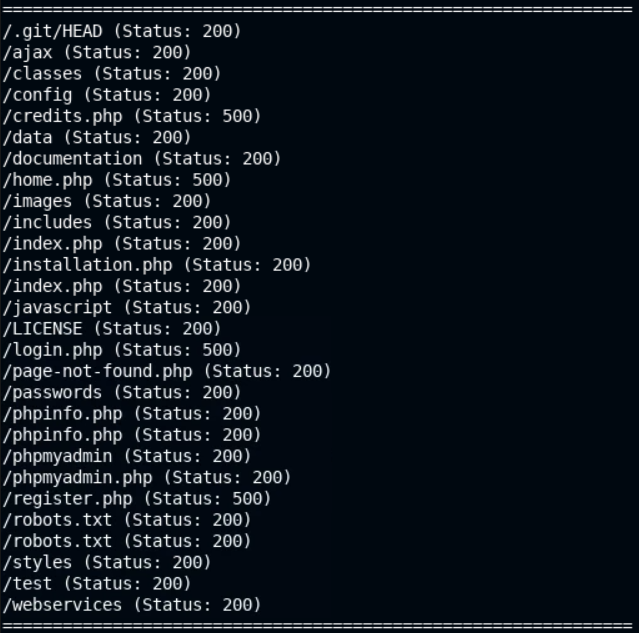 =====================================================
/.git/HEAD (Status: 200)
/ajax (Status: 200)
/classes (Status: 200)
/config (Status: 200)
/credits.php (Status: 500)
/data (Status: 200)
/documentation (Status: 200)
/home.php (Status: 500)
/images (Status: 200)
/includes (Status: 200)
/index.php (Status: 200)
/installation.php (Status: 200)
/index.php (Status: 200)
/javascript (Status: 200)
/LICENSE (Status: 200)
/login.php (Status: 500)
/page-not-found.php (Status: 200)
/passwords (Status: 200)
/phpinfo.php (Status: 200)
/phpinfo.php (Status: 200)
/phpmyadmin (Status: 200)
/phpmyadmin.php (Status: 200)
/register.php (Status: 500)
/robots.txt (Status: 200)
/robots.txt (Status: 200)
/styles (Status: 200)
/test (Status: 200)
/webservices (Status: 200)
=====================================================